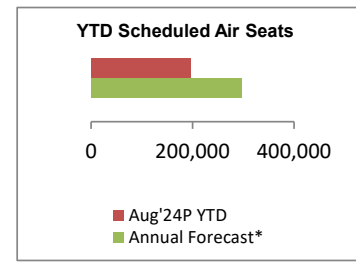 YTD Scheduled Air Seats
0 200,000 400,000
Aug'24P YTD
Annual Forecast*